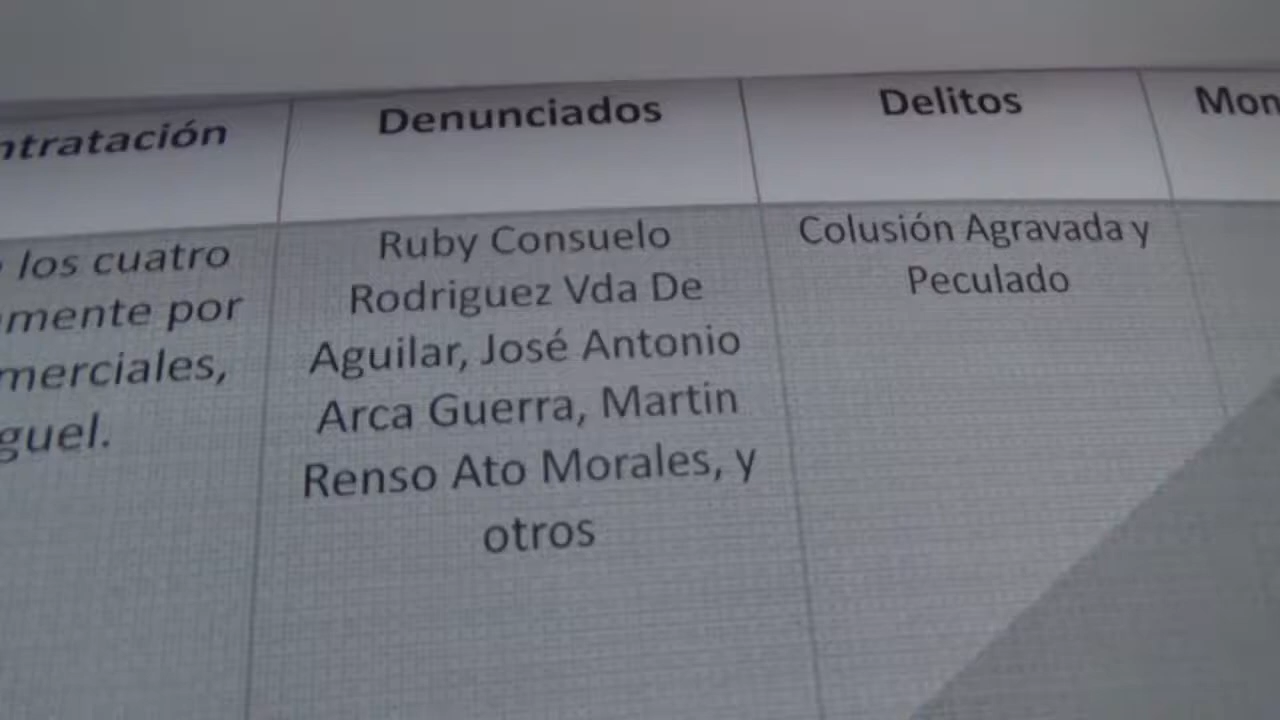 ntratación
Denunciados
Delitos
Mon
los cuatro
mente por
merciales,
guel.
Ruby Consuelo
Rodriguez Vda De
Aguilar, José Antonio
Arca Guerra, Martin
Renso Ato Morales, y
otros
Colusión Agravada y
Peculado